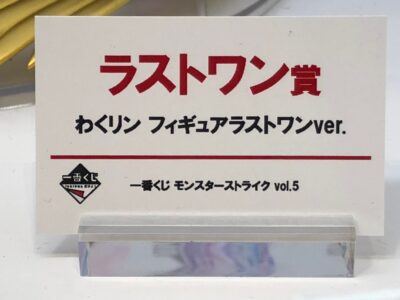 ラストワン賞
わくリン フィギュアラストワンver.
一番くじ
一番くじ モンスターストライク vol.5